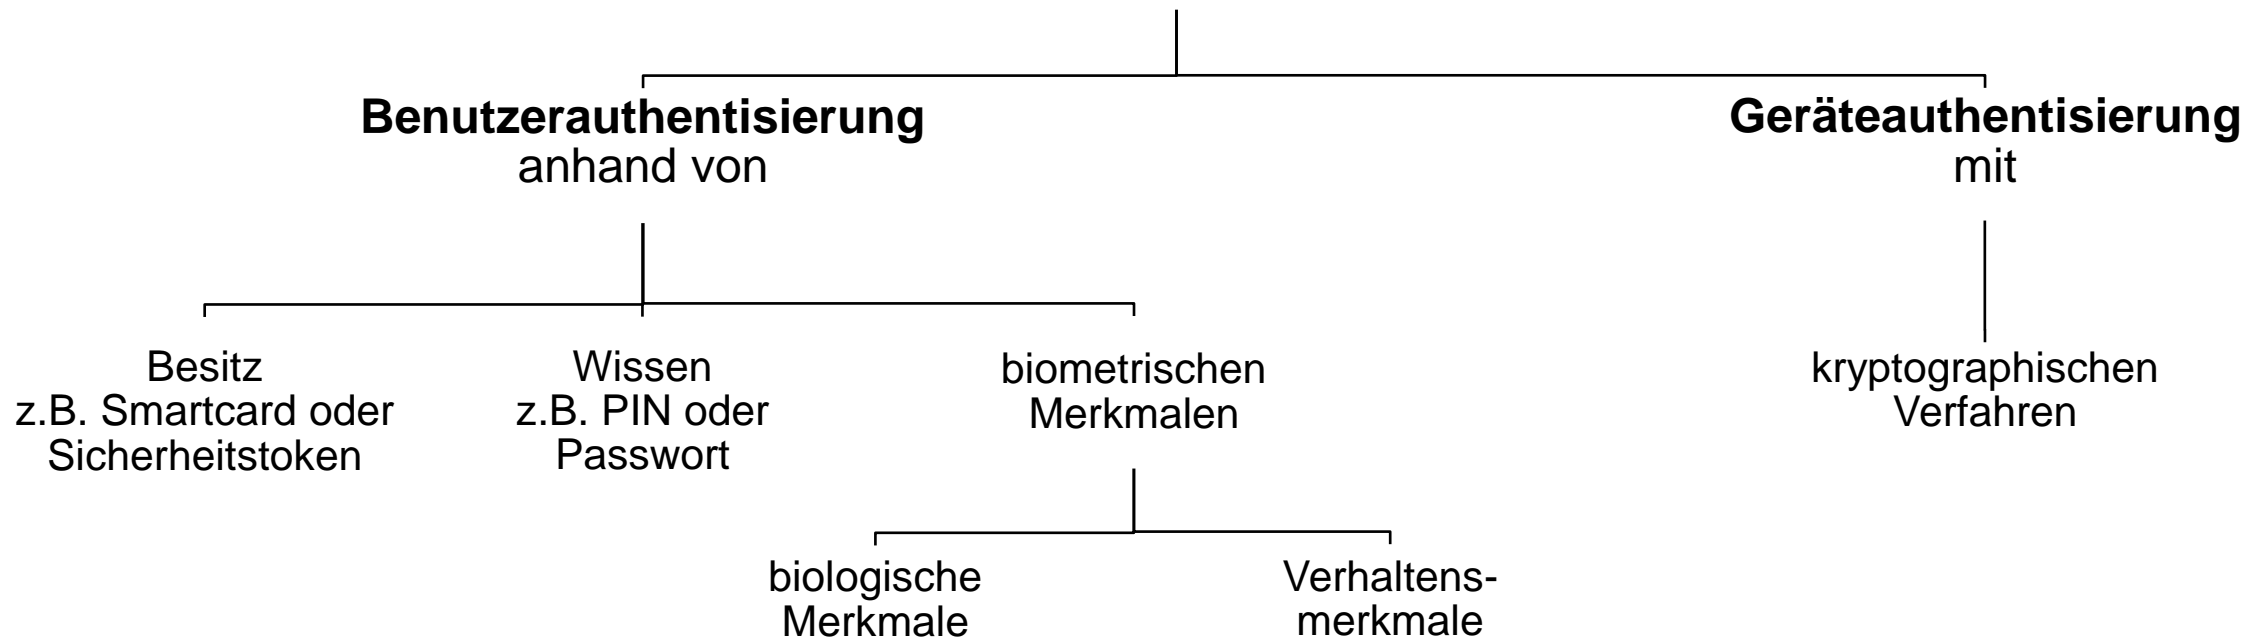 Benutzerauthentisierung
anhand von
Geräteauthentisierung
mit
Besitz
z.B. Smartcard oder
Sicherheitstoken
Wissen
z.B. PIN oder
Passwort
biometrischen
Merkmalen
kryptographischen
Verfahren
biologische
Merkmale
Verhaltens-
merkmale